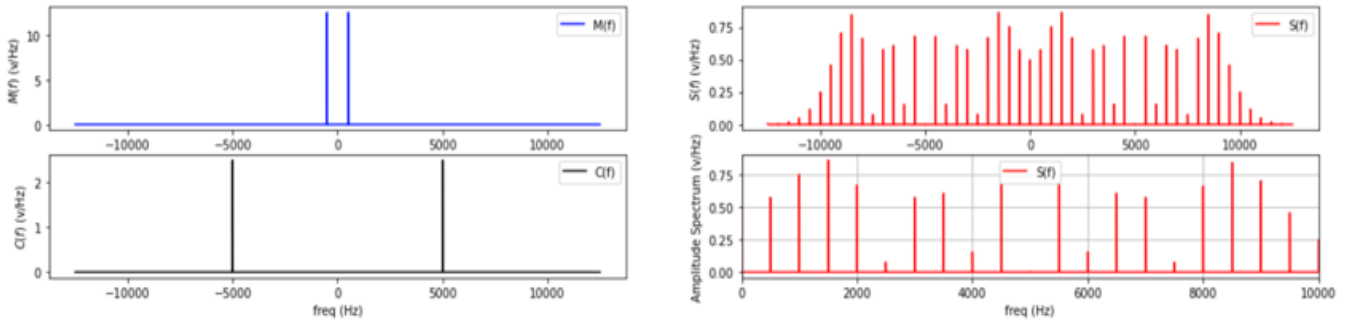 M(f)
M(f) (v/Hz)
10
5
0
−10000 −5000 0 5000 10000
C(f)
C(f) (v/Hz)
2
1
0
−10000 −5000 0 5000 10000
freq (Hz)
S(f)
S(f) (v/Hz)
0.75
0.50
0.25
0.00
−10000 −5000 0 5000 10000
S(f)
Amplitude Spectrum (v/Hz)
0.75
0.50
0.25
0.00
0 2000 4000 6000 8000 10000
freq (Hz)